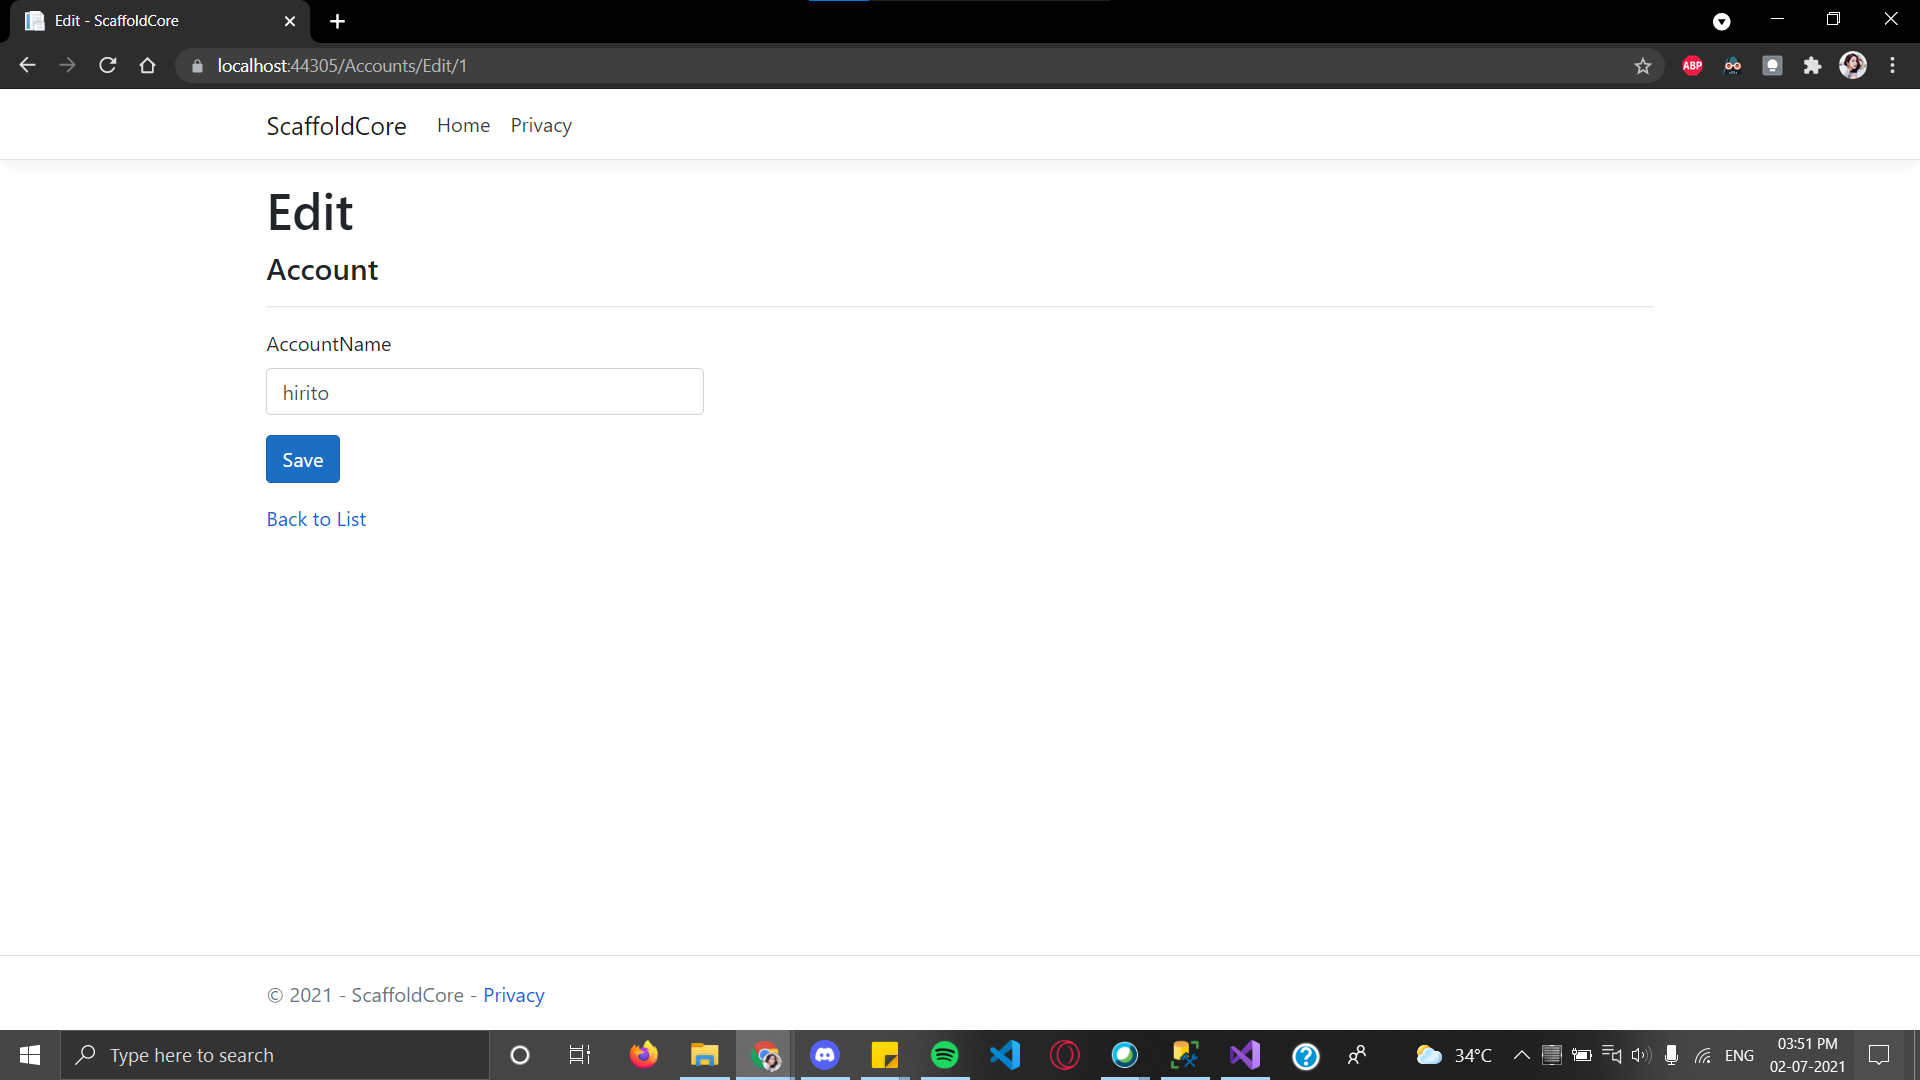 Edit - ScaffoldCore
localhost:44305/Accounts/Edit/1
ABP
ScaffoldCore Home Privacy
Edit
Account
AccountName
hirito
Save
Back to List
© 2021 - ScaffoldCore - Privacy
Type here to search
34°C
ENG
03:51 PM
02-07-2021